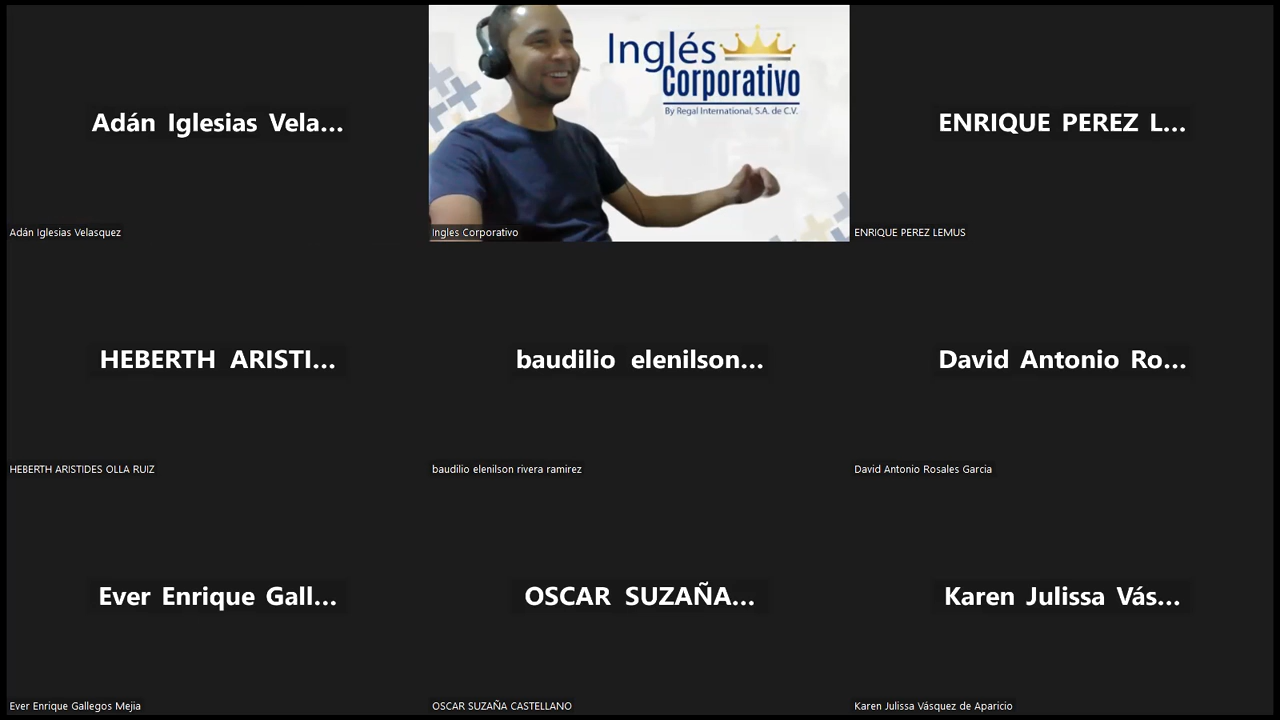 Adán Iglesias Vela...
Adán Iglesias Velasquez
Inglés
Corporativo
By Regal International, S.A. de C.V.
Ingles Corporativo
ENRIQUE PEREZ L...
ENRIQUE PEREZ LEMUS
HEBERTH ARISTI...
HEBERTH ARISTIDES OLLA RUIZ
baudilio elenilson...
baudilio elenilson rivera ramirez
David Antonio Ro...
David Antonio Rosales Garcia
Ever Enrique Gall...
Ever Enrique Gallegos Mejia
OSCAR SUZAÑA...
OSCAR SUZAÑA CASTELLANO
Karen Julissa Vás...
Karen Julissa Vásquez de Aparicio